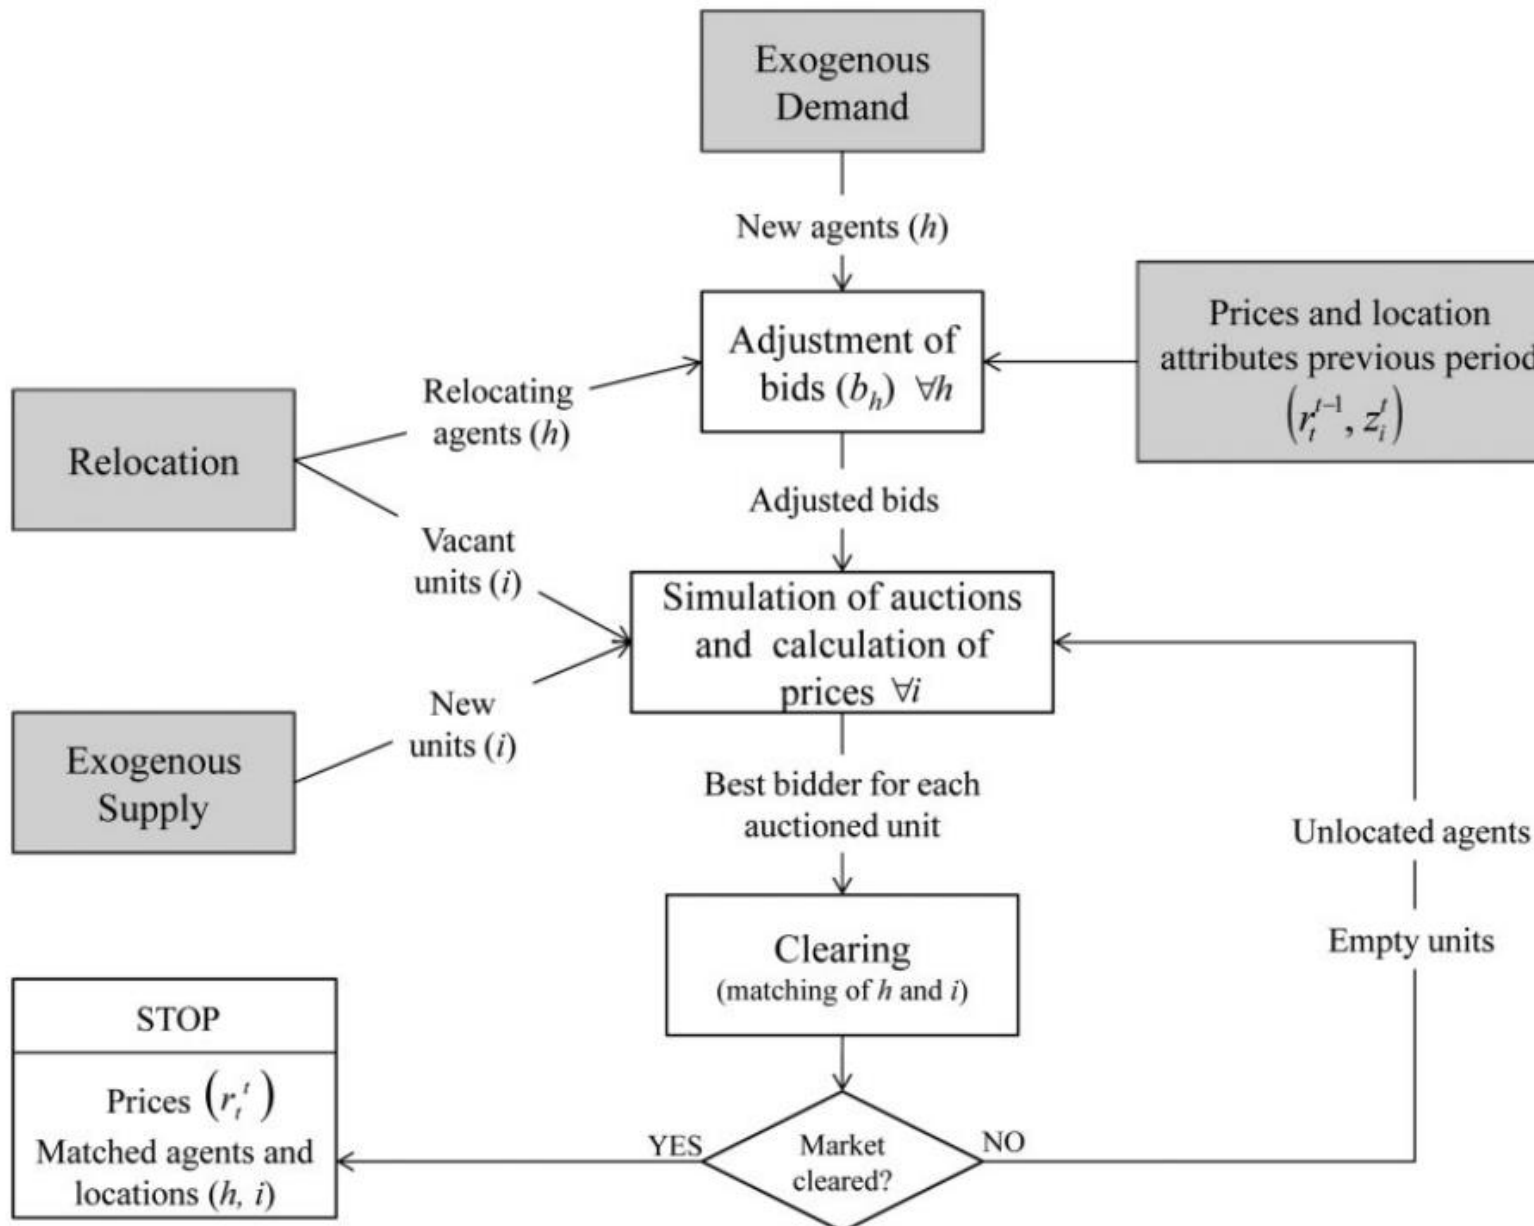 Exogenous
Demand
New agents (h)
Prices and location
attributes previous period
(r_t^{t-1}, z_i^t)
Adjustment of
bids (b_h) ∀h
Relocating
agents (h)
Relocation
Adjusted bids
Vacant
units (i)
Simulation of auctions
and calculation of
prices ∀i
New
units (i)
Exogenous
Supply
Best bidder for each
auctioned unit
Unlocated agents
Empty units
Clearing
(matching of h and i)
STOP
Prices (r_t^t)
Matched agents and
locations (h, i)
YES
Market
cleared?
NO